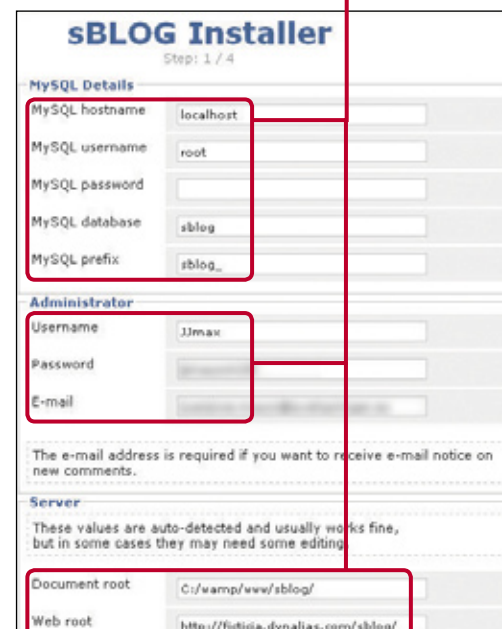 sBLOG Installer
Step: 1 / 4
MySQL Details
MySQL hostname localhost
MySQL username root
MySQL password
MySQL database sblog
MySQL prefix sblog_
Administrator
Username JJmax
Password
E-mail
The e-mail address is required if you want to receive e-mail notice on
new comments.
Server
These values are auto-detected and usually works fine,
but in some cases they may need some editing
Document root C:/wamp/www/sblog/
Web root